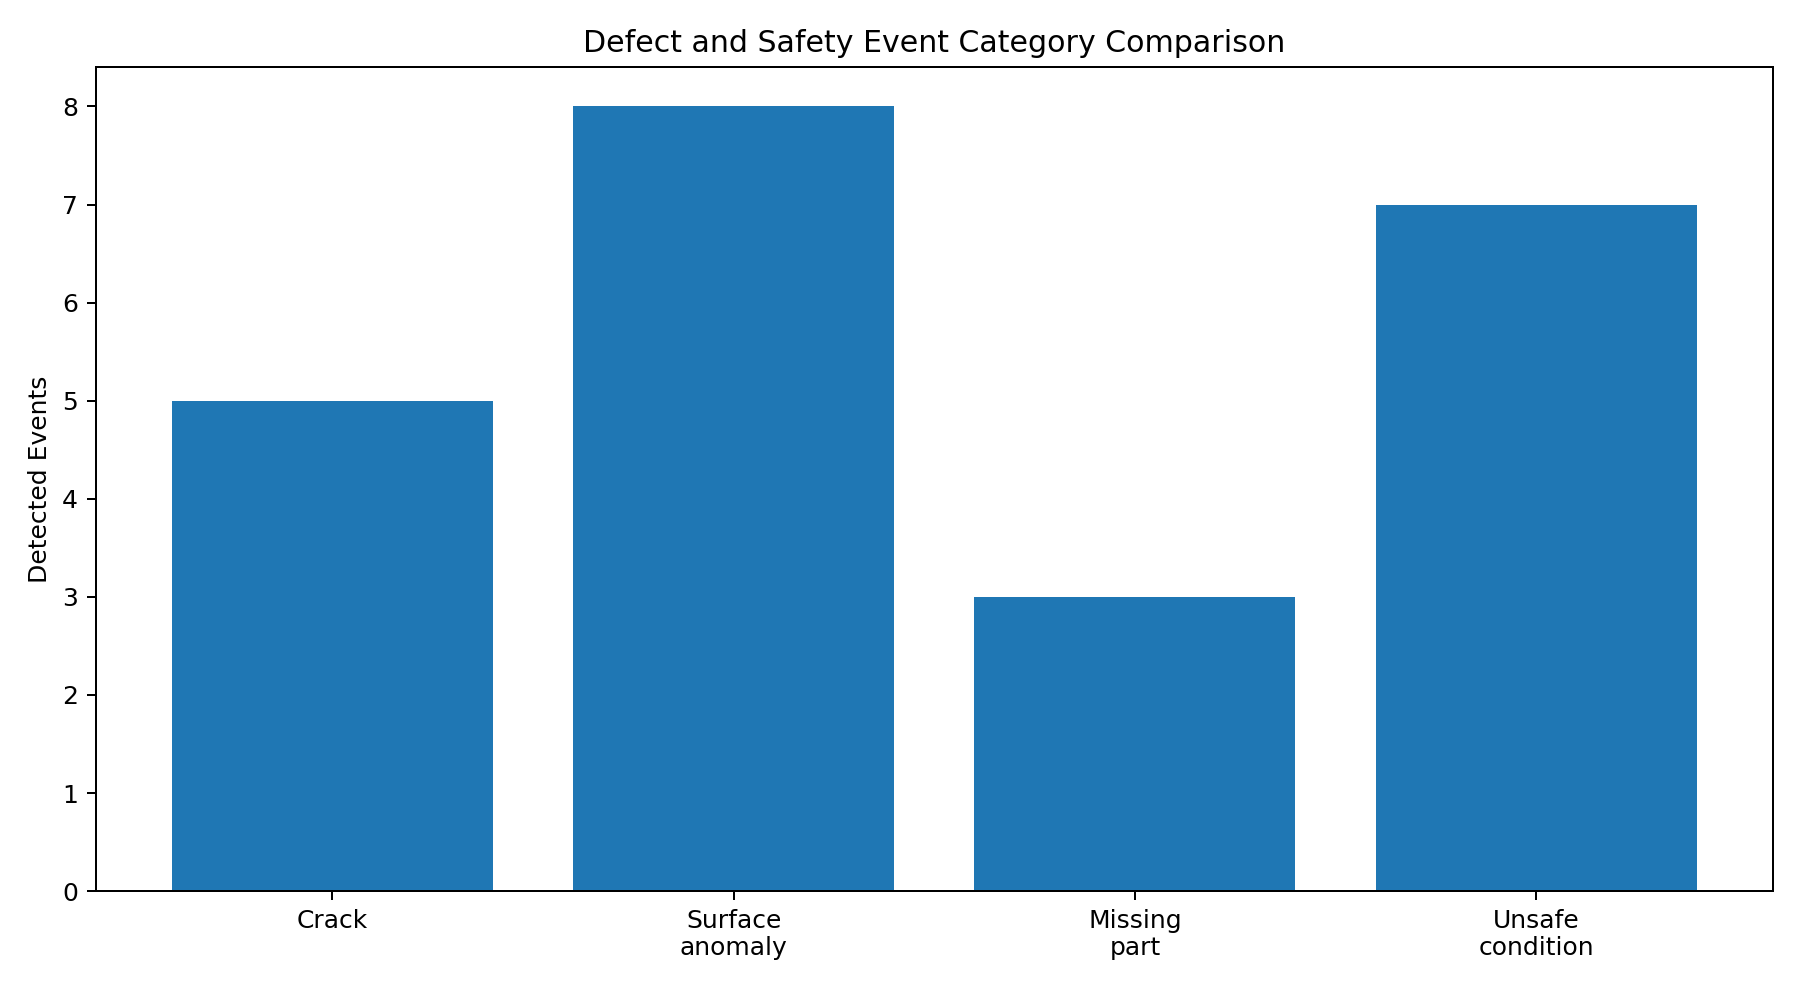 Defect and Safety Event Category Comparison
Detected Events
8
7
6
5
4
3
2
1
0
Crack
Surface
anomaly
Missing
part
Unsafe
condition